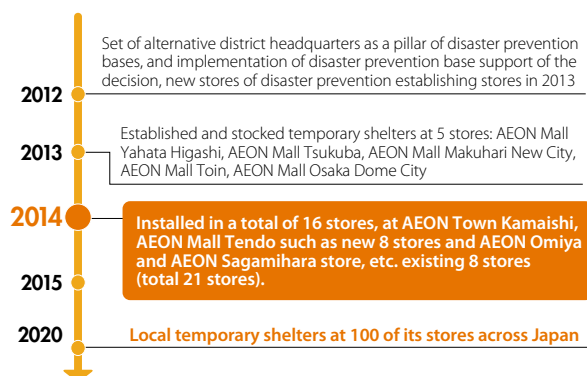 Set of alternative district headquarters as a pillar of disaster prevention
bases, and implementation of disaster prevention base support of the
decision, new stores of disaster prevention establishing stores in 2013
2012
Established and stocked temporary shelters at 5 stores: AEON Mall
Yahata Higashi, AEON Mall Tsukuba, AEON Mall Makuhari New City,
AEON Mall Toin, AEON Mall Osaka Dome City
2013
2014
Installed in a total of 16 stores, at AEON Town Kamaishi,
AEON Mall Tendo such as new 8 stores and AEON Omiya
and AEON Sagamihara store, etc. existing 8 stores
(total 21 stores).
2015
2020
Local temporary shelters at 100 of its stores across Japan